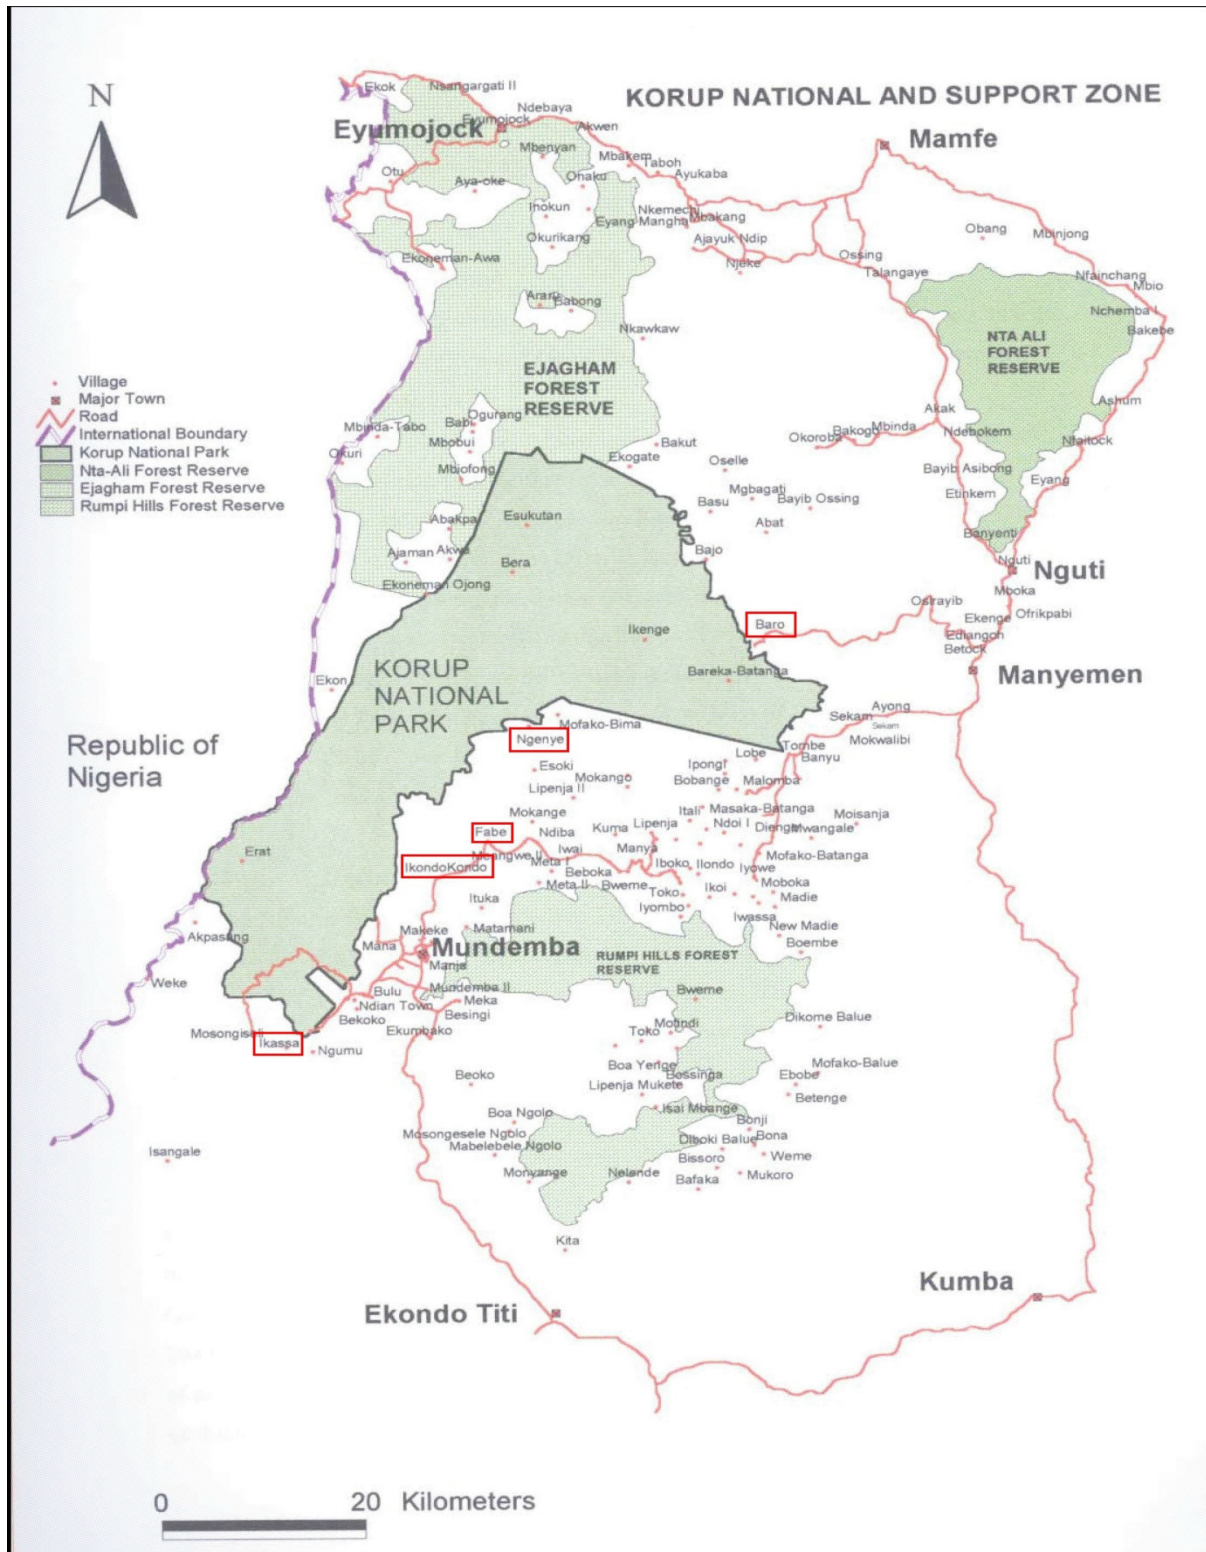 N
KORUP NATIONAL AND SUPPORT ZONE
Ekok
Nsangargati II
Ndebaya
Eyumojock
Eyumojock
Akwen
Mamfe
Mbenyan
Mbakem
Taboh
Ayukaba
Otu
Aya-oke
Ohaku
Inokun
Nkemechi
Mbakang
Eyang-Mangha
Okurikang
Ajayuk Ndip
Obang
Mbinjong
Ekoneman-Awa
Njeke
Ossing
Talangaye
Nfainchang
Mbio
Araru
Babong
Nchemba I
Bakebe
Nkawkaw
NTA ALI
FOREST
RESERVE
EJAGHAM
FOREST
RESERVE
Village
Major Town
Road
International Boundary
Korup National Park
Nta-Ali Forest Reserve
Ejagham Forest Reserve
Rumpi Hills Forest Reserve
Ashum
Akak
Ogurang
Babi
Mbinda-Tabo
Mbobui
Okuri
Bakut
Okoroba
Bakogo
Mbinda
Ndebokem
Nfaitock
Mbiofong
Ekogate
Oselle
Bayib Asibong
Eyang
Mgbagati
Bayib Ossing
Etinkem
Basu
Abakpa
Esukutan
Abat
Banyenti
Ajaman
Akwa
Bera
Bajo
Nguti
Nguti
Ekoneman Ojong
Mboka
Osirayib
Baro
Ekenge
Ofrikpabi
Ikenge
Ediangoh
Betock
KORUP
NATIONAL
PARK
Ekon
Bareka-Batanga
Manyemen
Ayong
Sekam
Sekam
Mokwalibi
Mofako-Bima
Ngenye
Republic of
Nigeria
Tombe
Banyu
Lobe
Esoki
Ipongi
Mokango
Bobange
Malomba
Lipenja II
Mokange
Itali
Masaka-Batanga
Moisanja
Fabe
Ndiba
Kuma
Lipenja
Ndoi I
Dienga
Mwangale
Iwai
Manya
Meangwe II
Mofako-Batanga
Erat
IkondoKondo
Meta I
Beboka
Iboko
Ilondo
Iyowe
Meta II
Bweme
Toko
Ikoi
Moboka
Madie
Ituka
Iyombo
Iwassa
Akpasang
Makeke
Matamani
New Madie
Mana
Mundemba
Boembe
RUMPI HILLS FOREST
RESERVE
Manja
Weke
Bulu
Mundemba II
Bweme
Ndian Town
Meka
Bekoko
Besingi
Dikome Balue
Mosongiseli
Ekumbako
Motindi
Toko
Ikassa
Ngumu
Boa Yenge
Mofako-Balue
Beoko
Bossinga
Ebobe
Lipenja Mukete
Betenge
Boa Ngolo
Isai Mbange
Bonji
Mosongesele Ngolo
Diboki Balue
Bona
Mabelebele Ngolo
Isangale
Bissoro
Weme
Monyange
Nelende
Bafaka
Mukoro
Kita
Kumba
Ekondo Titi
0
20
Kilometers